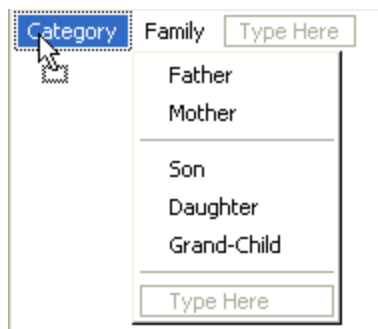 Category Family Type Here
Father
Mother
Son
Daughter
Grand-Child
Type Here